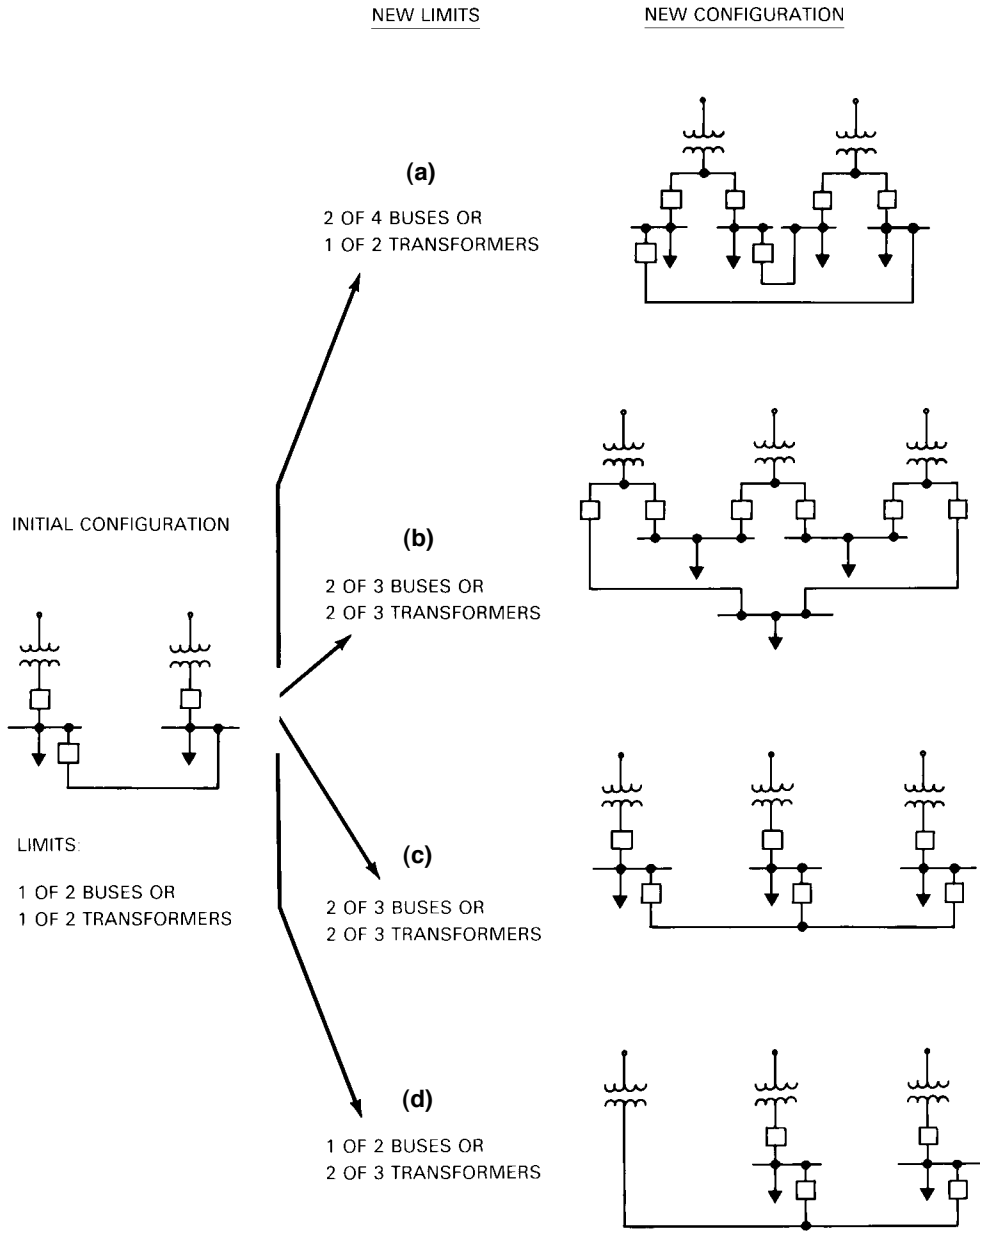 NEW LIMITS
NEW CONFIGURATION
(a)
2 OF 4 BUSES OR
1 OF 2 TRANSFORMERS
INITIAL CONFIGURATION
(b)
2 OF 3 BUSES OR
2 OF 3 TRANSFORMERS
LIMITS:
1 OF 2 BUSES OR
1 OF 2 TRANSFORMERS
(c)
2 OF 3 BUSES OR
2 OF 3 TRANSFORMERS
(d)
1 OF 2 BUSES OR
2 OF 3 TRANSFORMERS